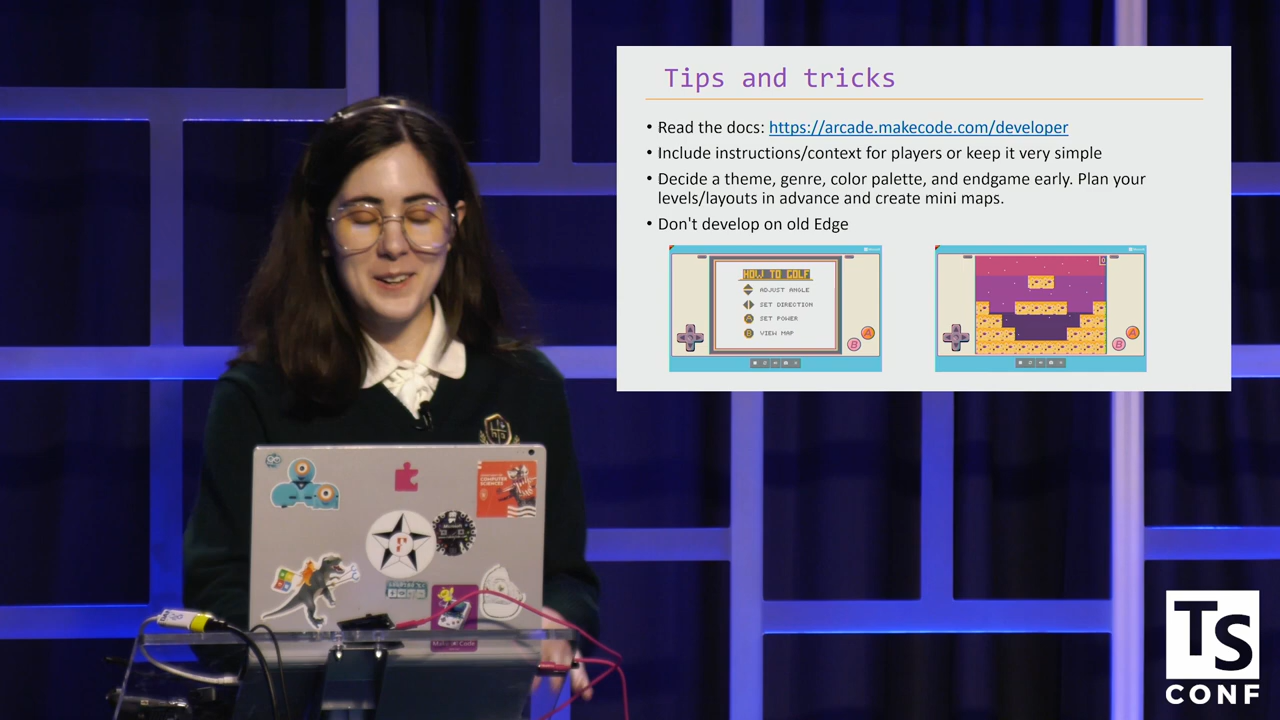 Tips and tricks
• Read the docs: https://arcade.makecode.com/developer
• Include instructions/context for players or keep it very simple
• Decide a theme, genre, color palette, and endgame early. Plan your
levels/layouts in advance and create mini maps.
• Don't develop on old Edge
HOW TO GOLF
ADJUST ANGLE
SET DIRECTION
A SET POWER
B VIEW MAP
A
B
0
A
B
COMPUTER
SCIENCES
TS
CONF